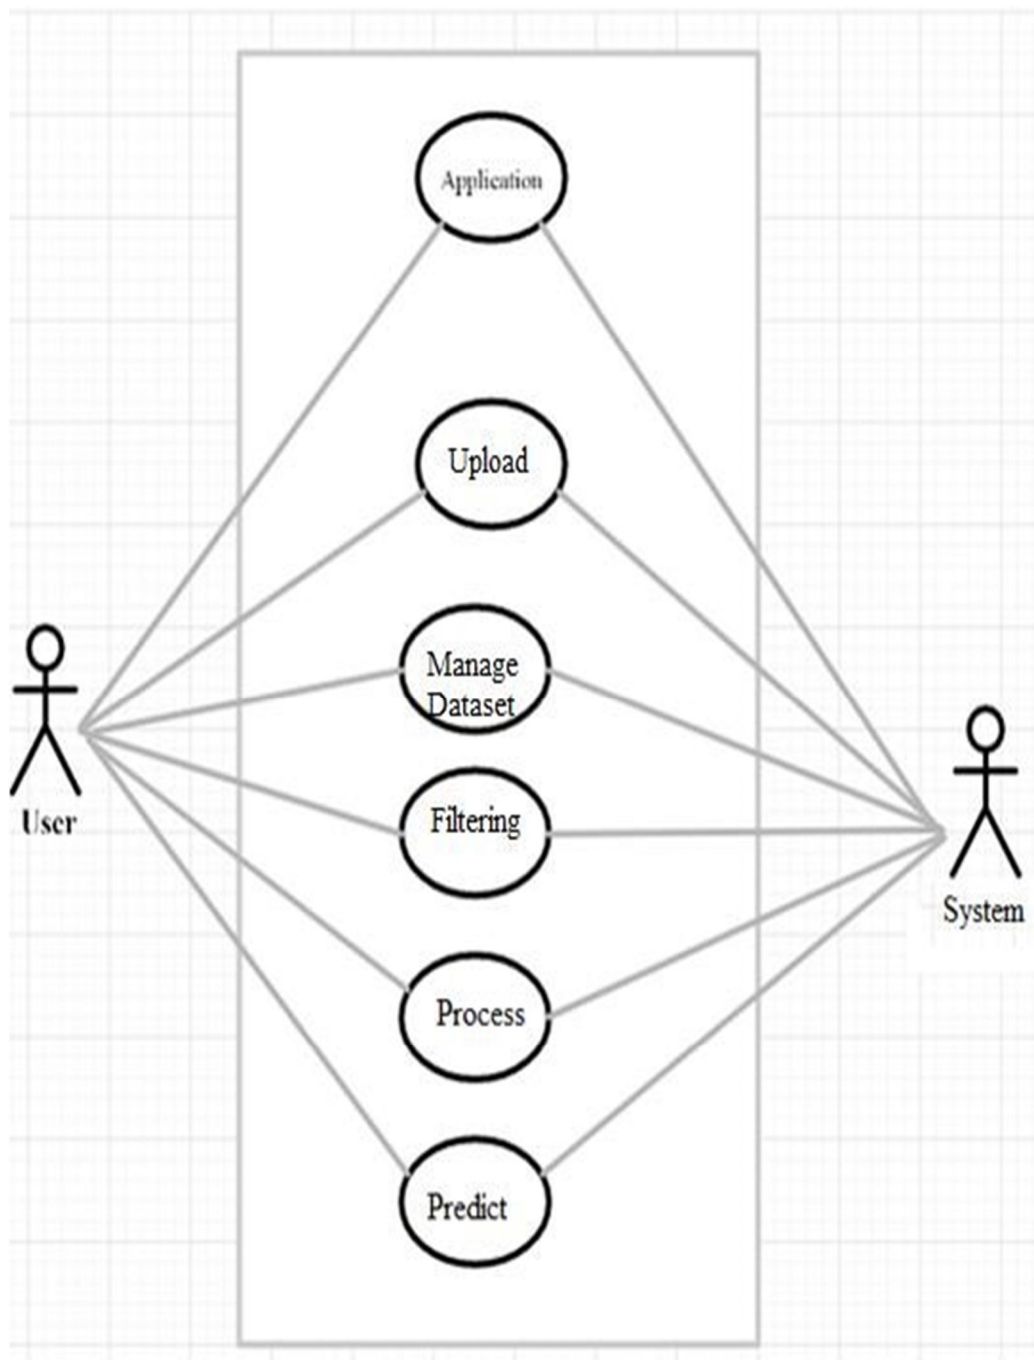 Application
Upload
Manage
Dataset
Filtering
User
System
Process
Predict